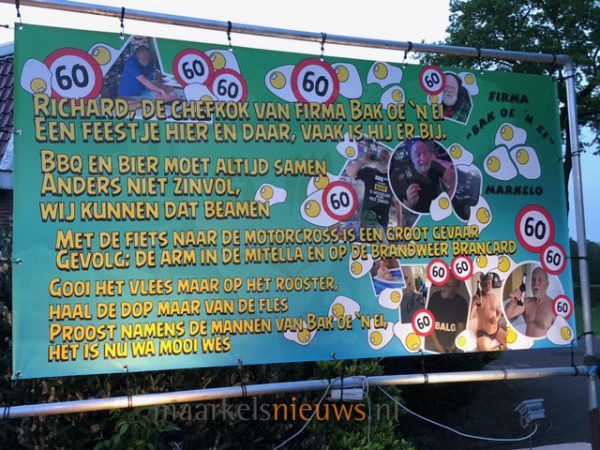 60 60 60 60 60
RICHARD, DE CHEFKOK VAN FIRMA BAK OE `N EI
EEN FEESTJE HIER EN DAAR, VAAK IS HIJ ER BIJ.
FIRMA
"BAK OE `N EI"
MARKELO
BBQ EN BIER MOET ALTIJD SAMEN
ANDERS NIET ZINVOL,
WIJ KUNNEN DAT BEAMEN
60
60
MET DE FIETS NAAR DE MOTORCROSS IS EEN GROOT GEVAAR
GEVOLG: DE ARM IN DE MITELLA EN OP DE BRANDWEER BRANCARD
60 60 60
GOOI HET VLEES MAAR OP HET ROOSTER,
HAAL DE DOP MAAR VAN DE FLES
PROOST NAMENS DE MANNEN VAN BAK OE `N EI,
HET IS NU WA MOOI WES
60
BALG
60
maarkelsnieuws.nl